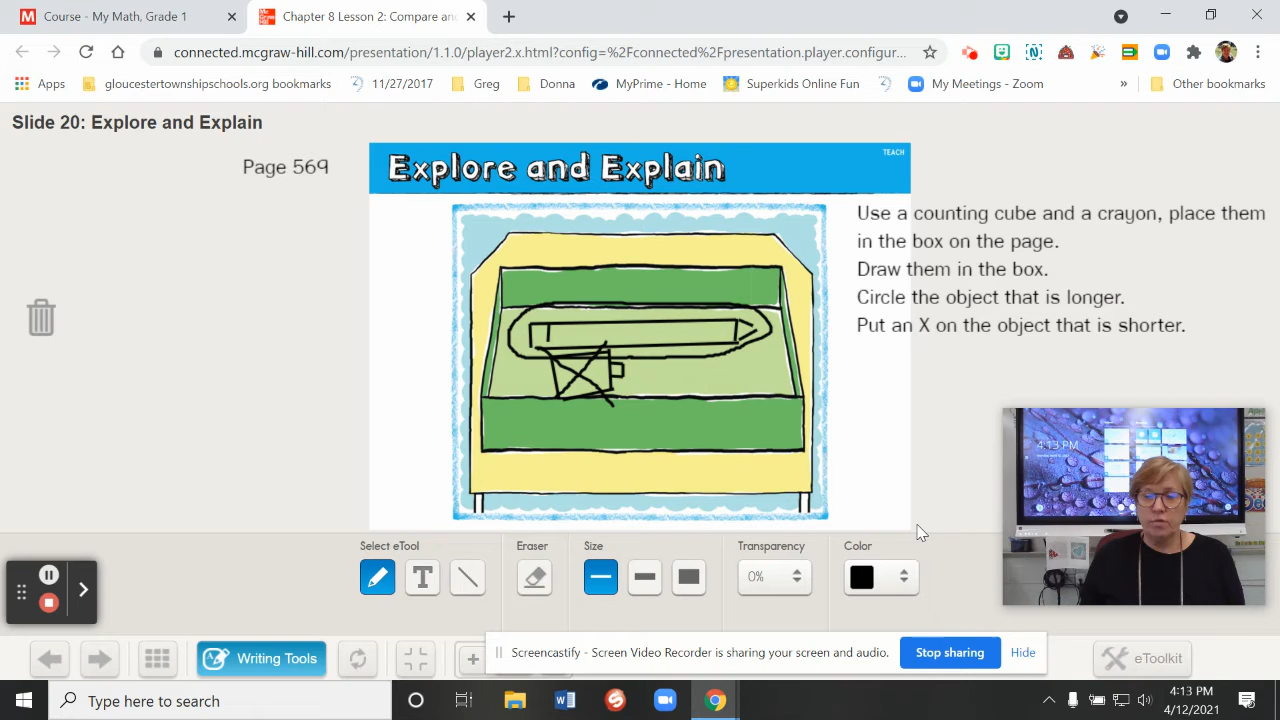 Course - My Math, Grade 1
Chapter 8 Lesson 2: Compare and
connected.mcgraw-hill.com/presentation/1.1.0/player2.x.html?config=%2Fconnected%2Fpresentation.player.configur...
Apps
gloucestertownshipschools.org bookmarks
11/27/2017
Greg
Donna
MyPrime - Home
Superkids Online Fun
My Meetings - Zoom
»
Other bookmarks
Slide 20: Explore and Explain
Page 569
Explore and Explain
TEACH
Use a counting cube and a crayon, place them
in the box on the page.
Draw them in the box.
Circle the object that is longer.
Put an X on the object that is shorter.
4:13 PM
Select eTool
Eraser
Size
Transparency
Color
T
0%
Writing Tools
Screencastify - Screen Video Recorder is sharing your screen and audio.
Stop sharing
Hide
eToolkit
Type here to search
4:13 PM
4/12/2021